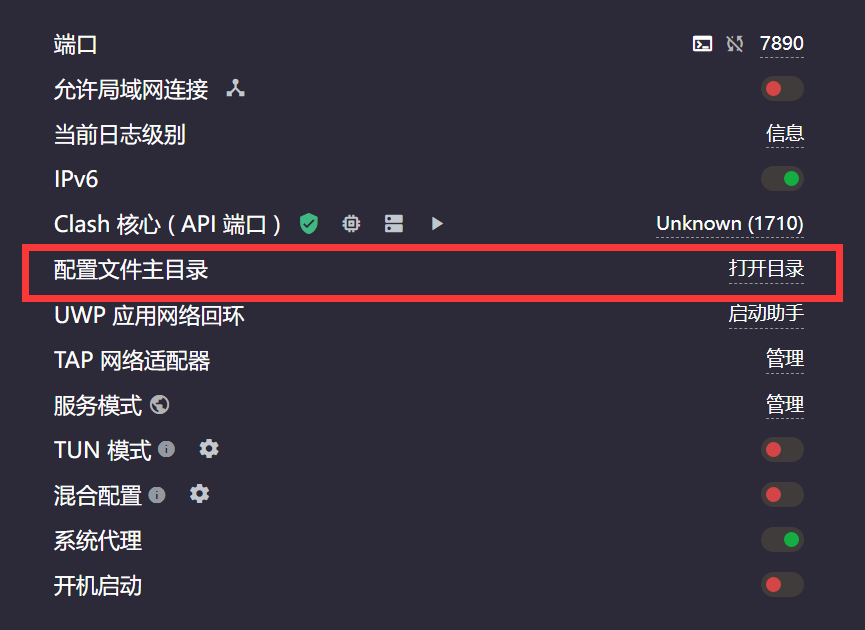 端口 7890
允许局域网连接
当前日志级别 信息
IPv6
Clash 核心 ( API 端口 ) Unknown (1710)
配置文件主目录 打开目录
UWP 应用网络回环 启动助手
TAP 网络适配器 管理
服务模式 管理
TUN 模式
混合配置
系统代理
开机启动